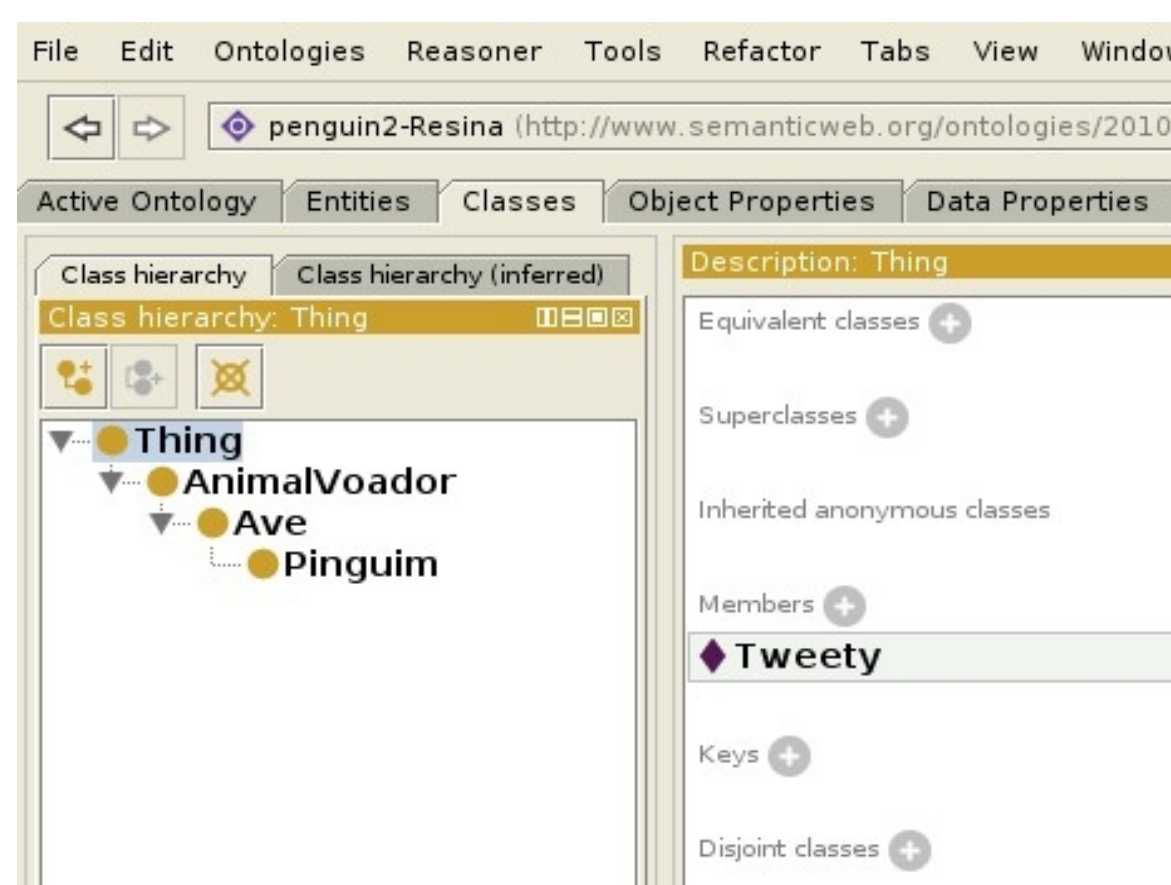 File Edit Ontologies Reasoner Tools Refactor Tabs View
penguin2-Resina (http://www.semanticweb.org/ontologies/2010
Active Ontology Entities Classes Object Properties Data Properties
Class hierarchy Class hierarchy (inferred)
Class hierarchy: Thing
Thing
AnimalVoador
Ave
Pinguim
Description: Thing
Equivalent classes
Superclasses
Inherited anonymous classes
Members
Tweety
Keys
Disjoint classes